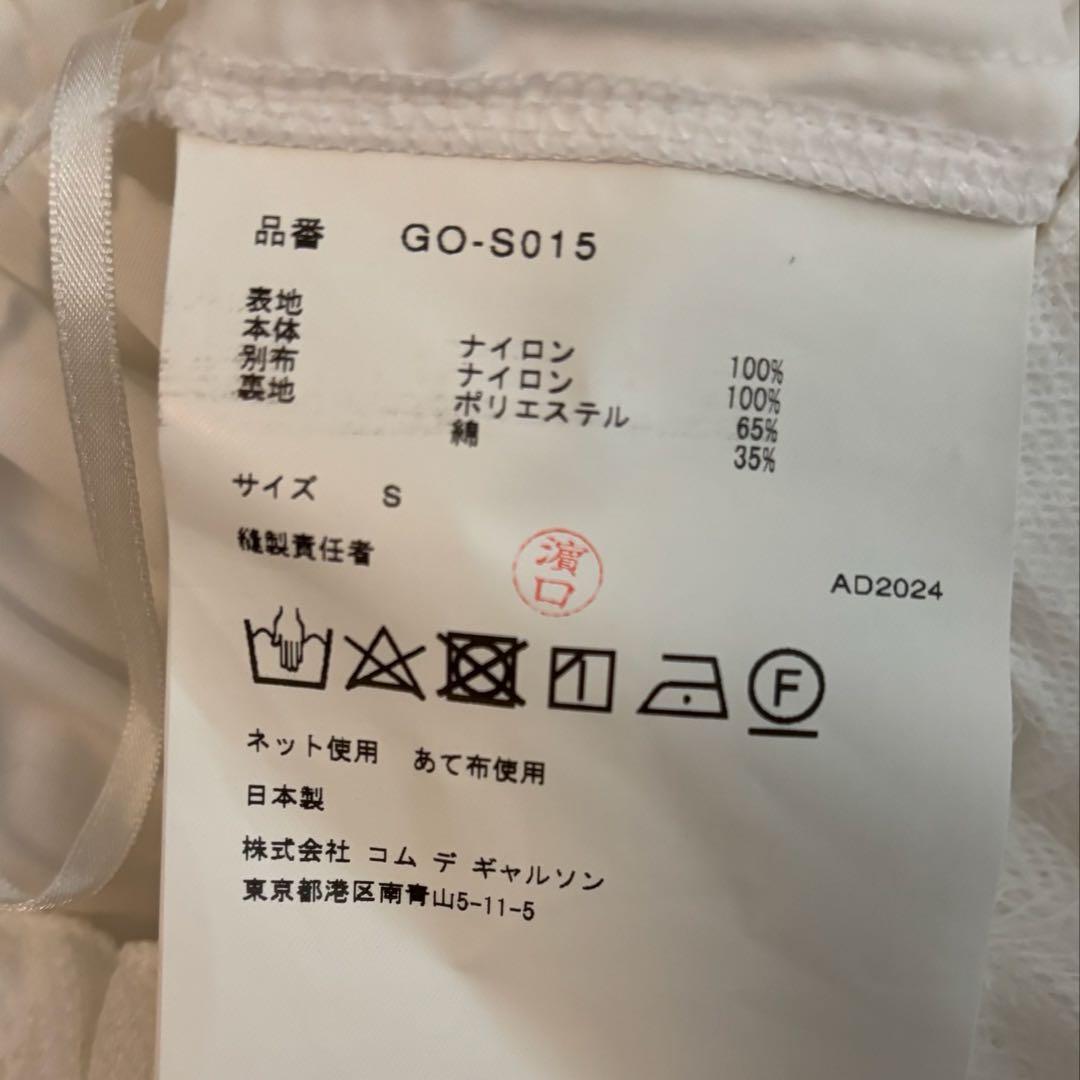 品番 GO-S015
表地
本体 ナイロン 100%
別布 ナイロン 100%
裏地 ポリエステル 65%
綿 35%
サイズ S
縫製責任者 濱口
AD2024
F
ネット使用 あて布使用
日本製
株式会社 コム デ ギャルソン
東京都港区南青山5-11-5